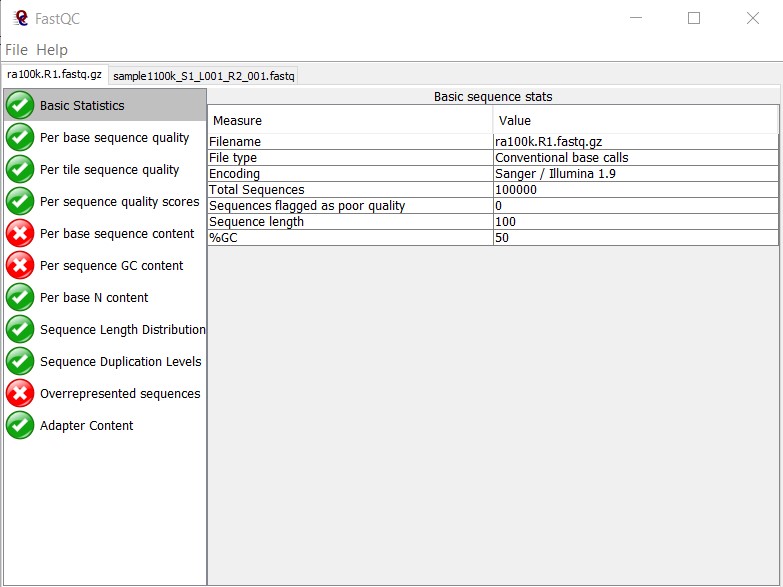 FastQC
File Help
ra100k.R1.fastq.gz sample1100k_S1_L001_R2_001.fastq
Basic Statistics
Per base sequence quality
Per tile sequence quality
Per sequence quality scores
Per base sequence content
Per sequence GC content
Per base N content
Sequence Length Distribution
Sequence Duplication Levels
Overrepresented sequences
Adapter Content
Basic sequence stats
Measure Value
Filename ra100k.R1.fastq.gz
File type Conventional base calls
Encoding Sanger / Illumina 1.9
Total Sequences 100000
Sequences flagged as poor quality 0
Sequence length 100
%GC 50